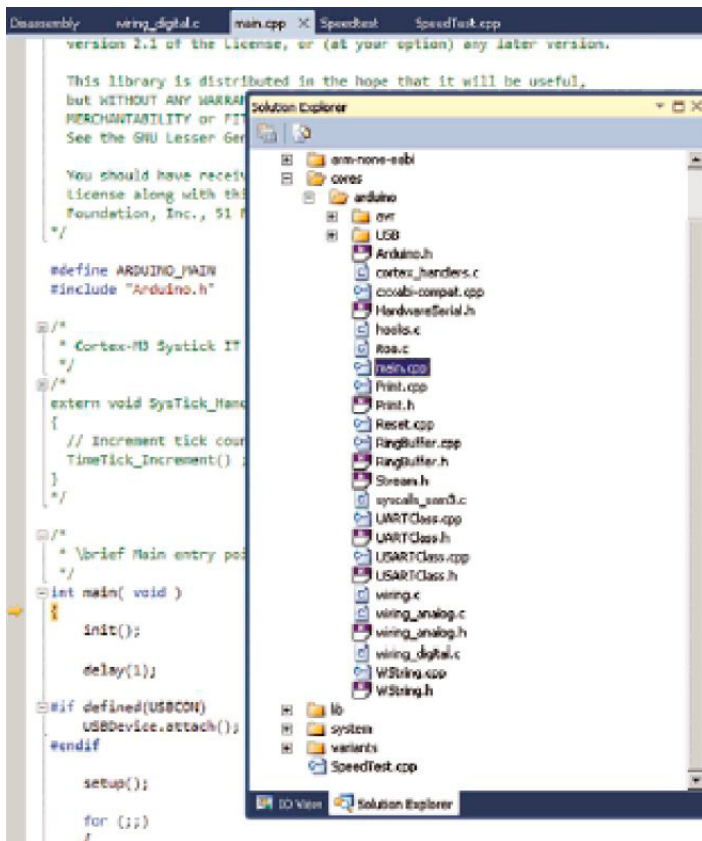 Disassembly wiring_digital.c main.cpp × Speedtest SpeedTest.cpp
version 2.1 of the License, or (at your option) any later version.
This library is distributed in the hope that it will be useful,
but WITHOUT ANY WARRAN
MERCHANTABILITY or FIT
See the GNU Lesser Gen
You should have receiv
License along with thi
Foundation, Inc., 51 F
*/
#define ARDUINO_MAIN
#include "Arduino.h"
/*
* Cortex-M3 Systick IT
*/
/*
extern void SysTick_Hand
{
// Increment tick coun
TimeTick_Increment() ;
}
*/
/*
* \brief Main entry poi
*/
int main( void )
{
init();
delay(1);
#if defined(USBCON)
USBDevice.attach();
#endif
setup();
for (;;)
{
Solution Explorer
arm-none-eabi
cores
arduino
avr
USB
Arduino.h
cortex_handlers.c
cxxabi-compat.cpp
HardwareSerial.h
hooks.c
itoa.c
main.cpp
Print.cpp
Print.h
Reset.cpp
RingBuffer.cpp
RingBuffer.h
Stream.h
syscalls_sam3.c
UARTClass.cpp
UARTClass.h
USARTClass.cpp
USARTClass.h
wiring.c
wiring_analog.c
wiring_analog.h
wiring_digital.c
WString.cpp
WString.h
lib
system
variants
SpeedTest.cpp
IO View Solution Explorer